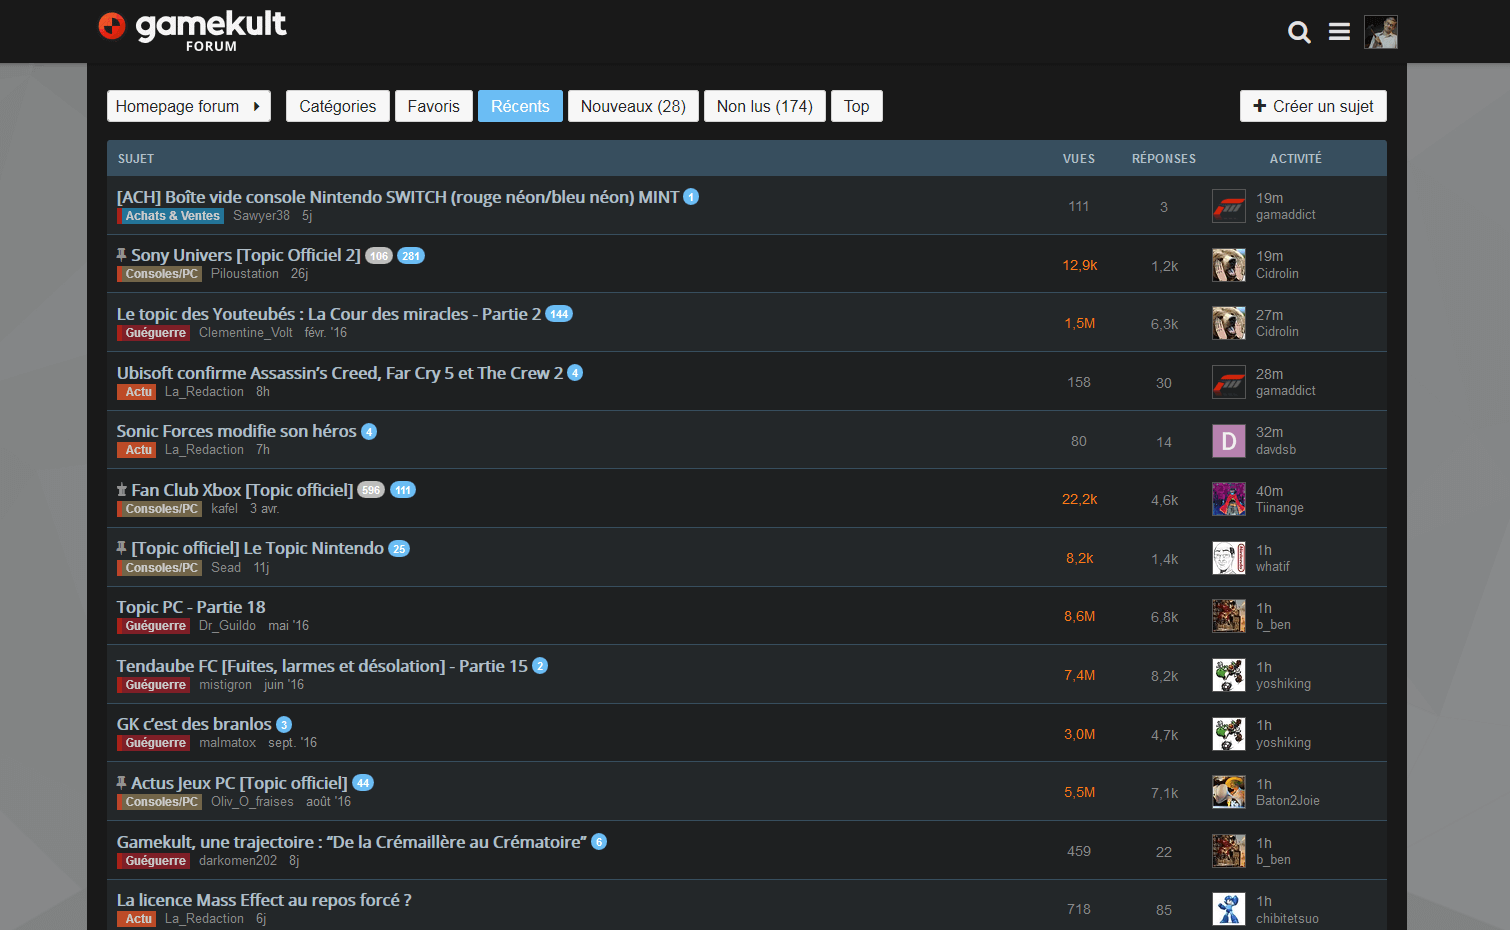 gamekult
FORUM
Homepage forum Catégories Favoris Récents Nouveaux (28) Non lus (174) Top + Créer un sujet
SUJET VUES RÉPONSES ACTIVITÉ
[ACH] Boîte vide console Nintendo SWITCH (rouge néon/bleu néon) MINT 1
Achats & Ventes Sawyer38 5j
111 3 19m
gamaddict
Sony Univers [Topic Officiel 2] 106 281
Consoles/PC Piloustation 26j
12,9k 1,2k 19m
Cidrolin
Le topic des Youteubés : La Cour des miracles - Partie 2 144
Guéguerre Clementine_Volt févr. '16
1,5M 6,3k 27m
Cidrolin
Ubisoft confirme Assassin’s Creed, Far Cry 5 et The Crew 2 4
Actu La_Redaction 8h
158 30 28m
gamaddict
Sonic Forces modifie son héros 4
Actu La_Redaction 7h
80 14 D 32m
davdsb
Fan Club Xbox [Topic officiel] 596 111
Consoles/PC kafel 3 avr.
22,2k 4,6k 40m
Tiinange
[Topic officiel] Le Topic Nintendo 25
Consoles/PC Sead 11j
8,2k 1,4k 1h
whatif
Topic PC - Partie 18
Guéguerre Dr_Guildo mai '16
8,6M 6,8k 1h
b_ben
Tendaube FC [Fuites, larmes et désolation] - Partie 15 2
Guéguerre mistigron juin '16
7,4M 8,2k 1h
yoshiking
GK c’est des branlos 3
Guéguerre malmatox sept. '16
3,0M 4,7k 1h
yoshiking
Actus Jeux PC [Topic officiel] 44
Consoles/PC Oliv_O_fraises août '16
5,5M 7,1k 1h
Baton2Joie
Gamekult, une trajectoire : “De la Crémaillère au Crématoire” 6
Guéguerre darkomen202 8j
459 22 1h
b_ben
La licence Mass Effect au repos forcé ?
Actu La_Redaction 6j
718 85 1h
chibitetsuo